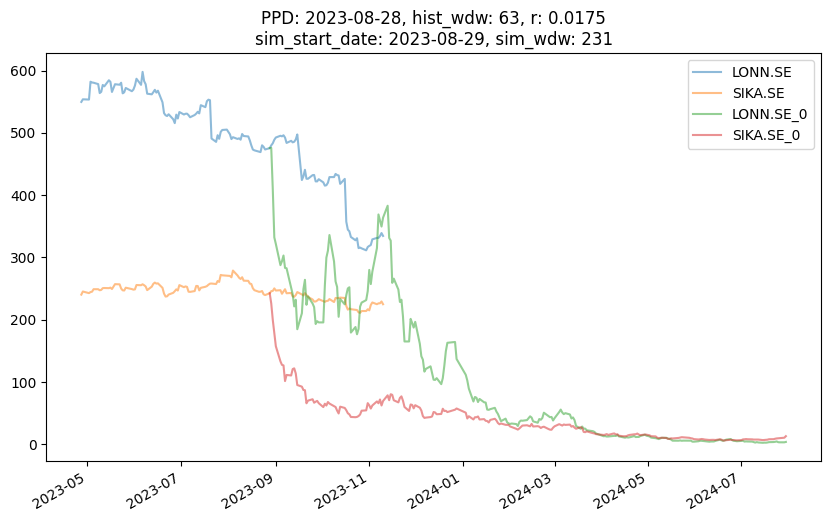 PPD: 2023-08-28, hist_wdw: 63, r: 0.0175
sim_start_date: 2023-08-29, sim_wdw: 231
LONN.SE
SIKA.SE
LONN.SE_0
SIKA.SE_0
600
500
400
300
200
100
0
2023-05
2023-07
2023-09
2023-11
2024-01
2024-03
2024-05
2024-07